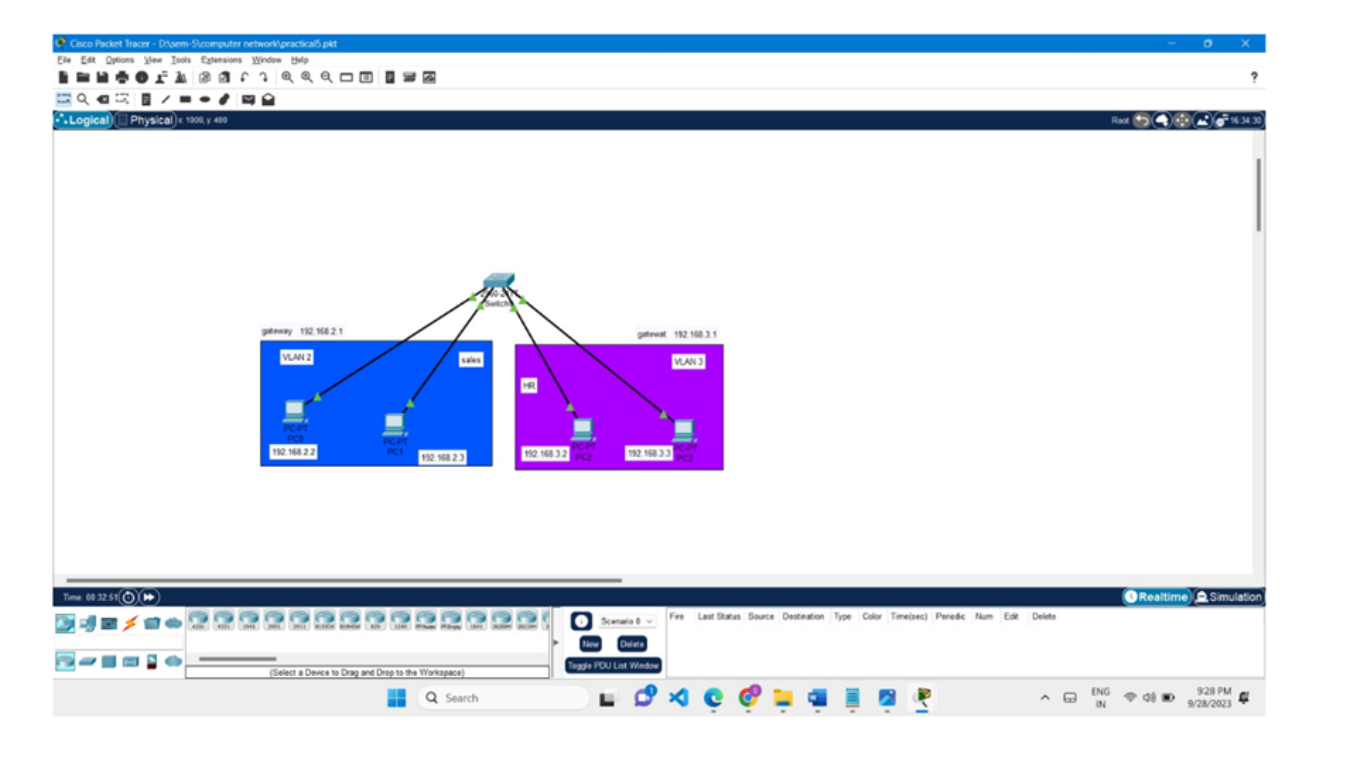 Cisco Packet Tracer - D:\sem-5\computer network\practical5.pkt
File Edit Options View Tools Extensions Window Help
?
Logical Physical x: 1000, y: 400
Root 16:34:30
Switch
gateway 192.168.2.1
gatewat 192.168.3.1
VLAN 2
sales
VLAN 3
HR
PC-PT
PC0
192.168.2.2
PC-PT
PC1
192.168.2.3
192.168.3.2
PC-PT
PC2
192.168.3.3
PC-PT
PC3
Time: 00:32:51
Realtime Simulation
Scenario 0
Fire Last Status Source Destination Type Color Time(sec) Periodic Num Edit Delete
New Delete
Toggle PDU List Window
(Select a Device to Drag and Drop to the Workspace)
Search
ENG
IN
9:28 PM
9/28/2023